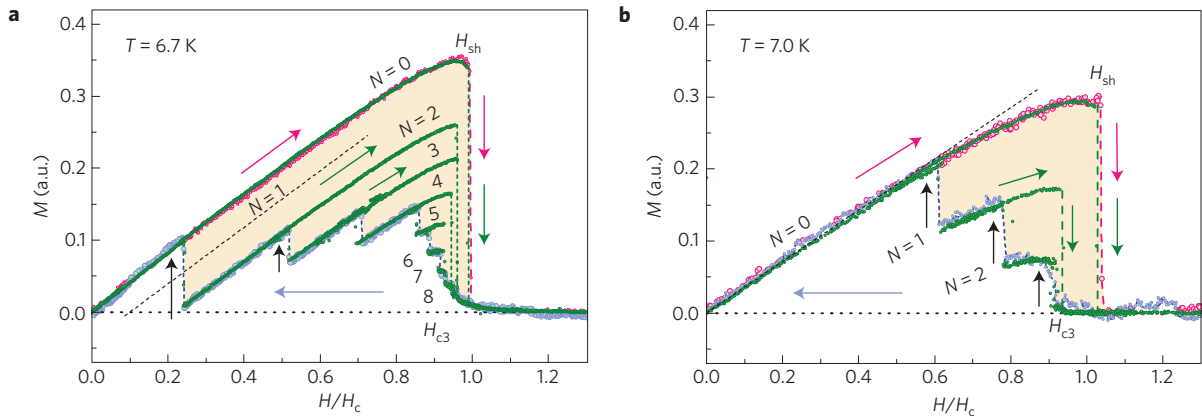 a
T = 6.7 K
M (a.u.)
0.4
0.3
0.2
0.1
0.0
N = 0
N = 1
N = 2
3
4
5
6
7
8
H_sh
H_c3
0.0 0.2 0.4 0.6 0.8 1.0 1.2
H/H_c
b
T = 7.0 K
M (a.u.)
0.4
0.3
0.2
0.1
0.0
N = 0
N = 1
N = 2
H_sh
H_c3
0.0 0.2 0.4 0.6 0.8 1.0 1.2
H/H_c